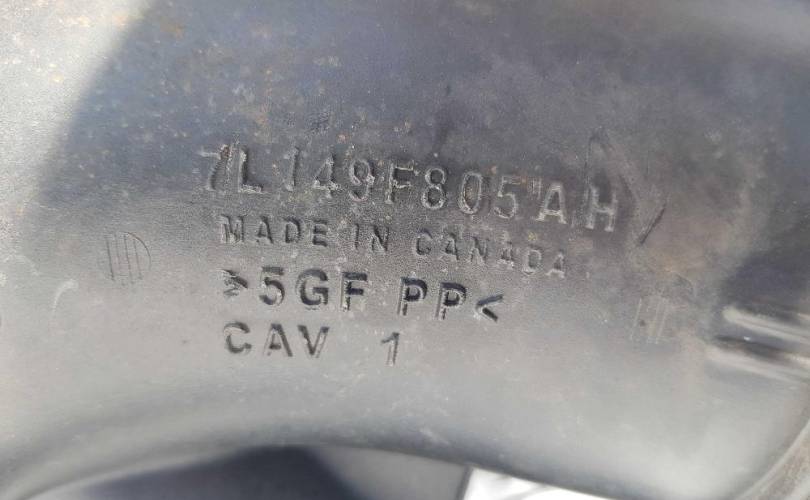 7L149F805AH
MADE IN CANADA
>5GF PP<
CAV 1